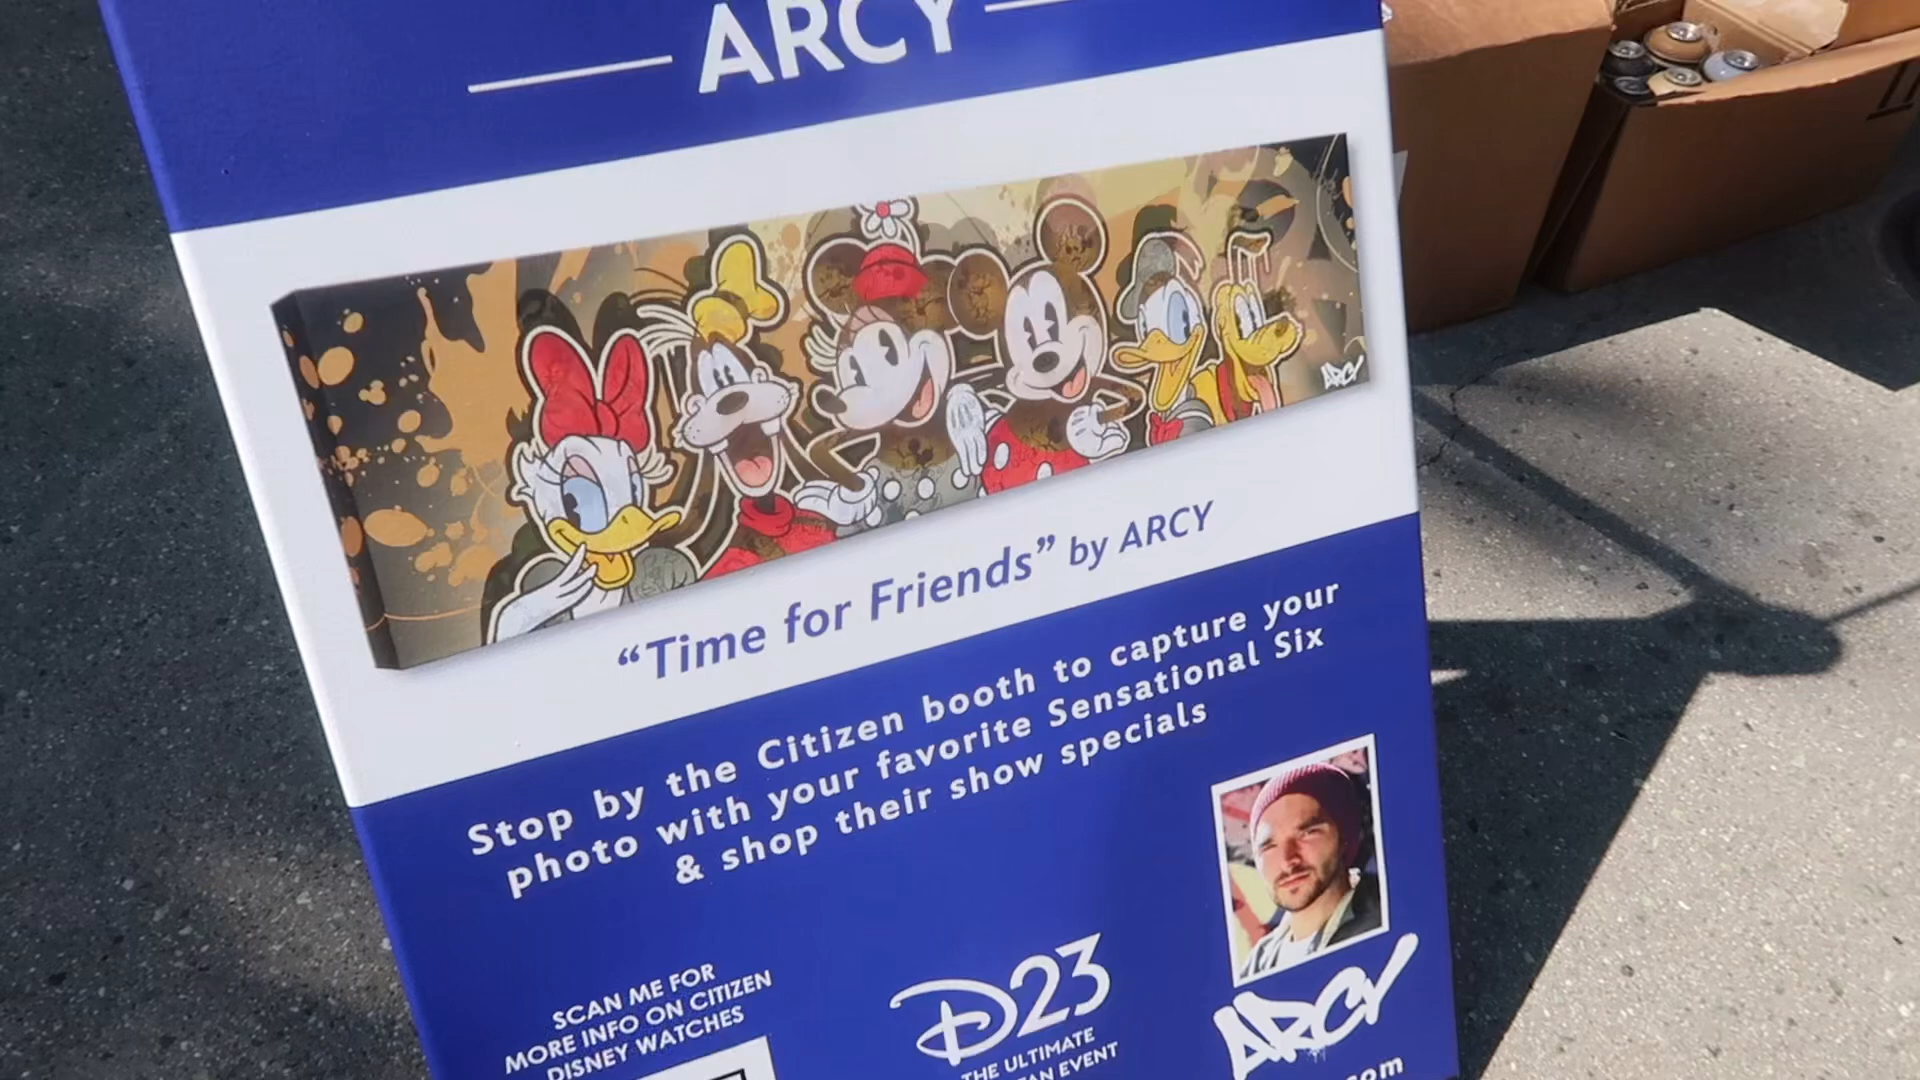 ARCY
ARCY
“Time for Friends” by ARCY
Stop by the Citizen booth to capture your
photo with your favorite Sensational Six
& shop their show specials
SCAN ME FOR
MORE INFO ON CITIZEN
DISNEY WATCHES
D23
THE ULTIMATE
EVENT
ARCY
.com